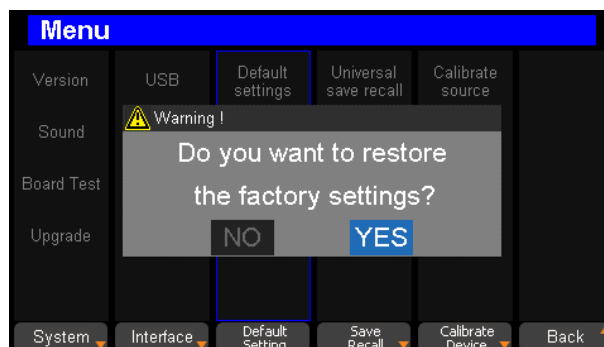 Menu
Version
USB
Default
settings
Universal
save recall
Calibrate
source
Sound
Warning !
Do you want to restore
the factory settings?
Board Test
Upgrade
NO
YES
System
Interface
Default
Setting
Save
Recall
Calibrate
Device
Back